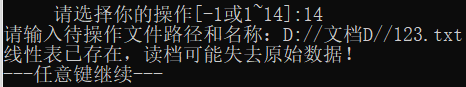 请选择你的操作[-1或1~14]:14
请输入待操作文件路径和名称: D://文档D//123.txt
线性表已存在，读档可能失去原始数据！
---任意键继续---